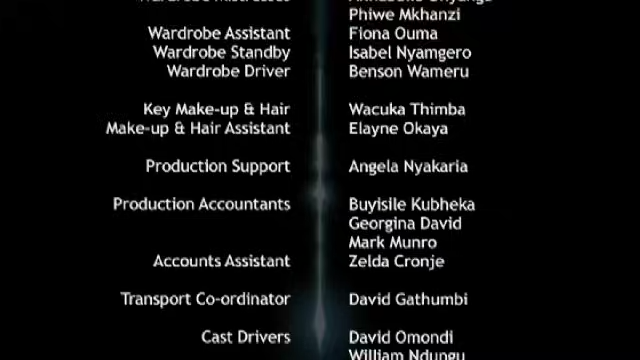 Phiwe Mkhanzi
Wardrobe Assistant Fiona Ouma
Wardrobe Standby Isabel Nyamgero
Wardrobe Driver Benson Wameru
Key Make-up & Hair Wacuka Thimba
Make-up & Hair Assistant Elayne Okaya
Production Support Angela Nyakaria
Production Accountants Buyisile Kubheka
Georgina David
Mark Munro
Accounts Assistant Zelda Cronje
Transport Co-ordinator David Gathumbi
Cast Drivers David Omondi
William Ndungu